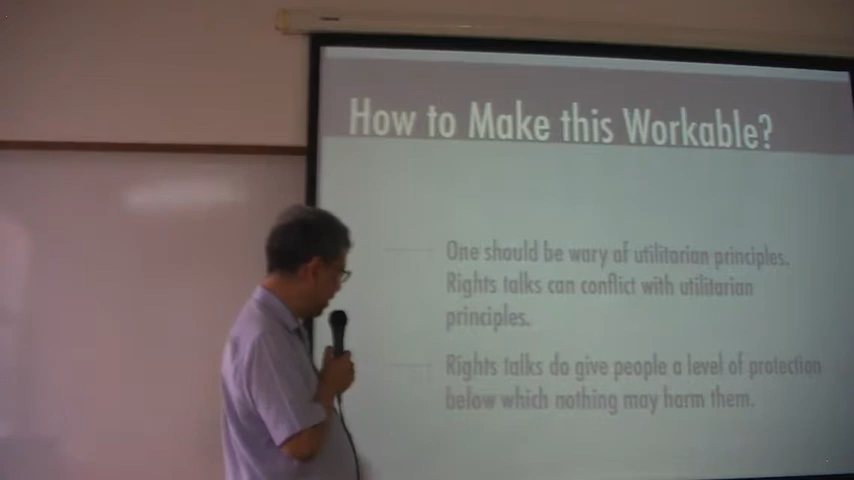 How to Make this Workable?
One should be wary of utilitarian principles.
Rights talks can conflict with utilitarian
principles.
Rights talks do give people a level of protection
below which nothing may harm them.